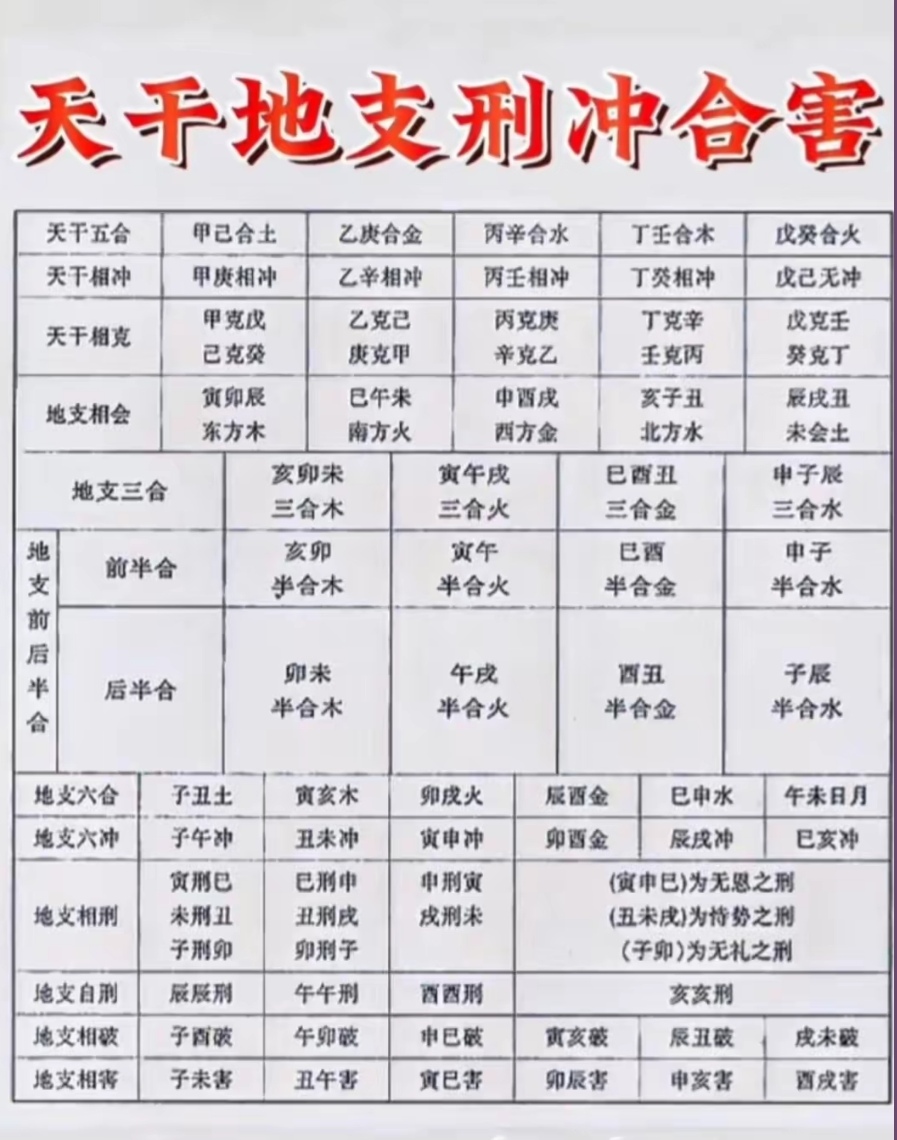 天干地支刑冲合害
天干五合 甲己合土 乙庚合金 丙辛合水 丁壬合木 戊癸合火
天干相冲 甲庚相冲 乙辛相冲 丙壬相冲 丁癸相冲 戊己无冲
天干相克 甲克戊 乙克己 丙克庚 丁克辛 戊克壬
己克癸 庚克甲 辛克乙 壬克丙 癸克丁
地支相会 寅卯辰 巳午未 申酉戌 亥子丑 辰戌丑
东方木 南方火 西方金 北方水 未会土
地支三合 亥卯未 寅午戌 巳酉丑 申子辰
三合木 三合火 三合金 三合水
地支前后半合
前半合 亥卯 寅午 巳酉 申子
半合木 半合火 半合金 半合水
后半合 卯未 午戌 酉丑 子辰
半合木 半合火 半合金 半合水
地支六合 子丑土 寅亥木 卯戌火 辰酉金 巳申水 午未日月
地支六冲 子午冲 丑未冲 寅申冲 卯酉金 辰戌冲 巳亥冲
地支相刑 寅刑巳 巳刑申 申刑寅 (寅申巳)为无恩之刑
未刑丑 丑刑戌 戌刑未 (丑未戌)为恃势之刑
子刑卯 卯刑子 (子卯)为无礼之刑
地支自刑 辰辰刑 午午刑 酉酉刑 亥亥刑
地支相破 子酉破 午卯破 申巳破 寅亥破 辰丑破 戌未破
地支相害 子未害 丑午害 寅巳害 卯辰害 申亥害 酉戌害